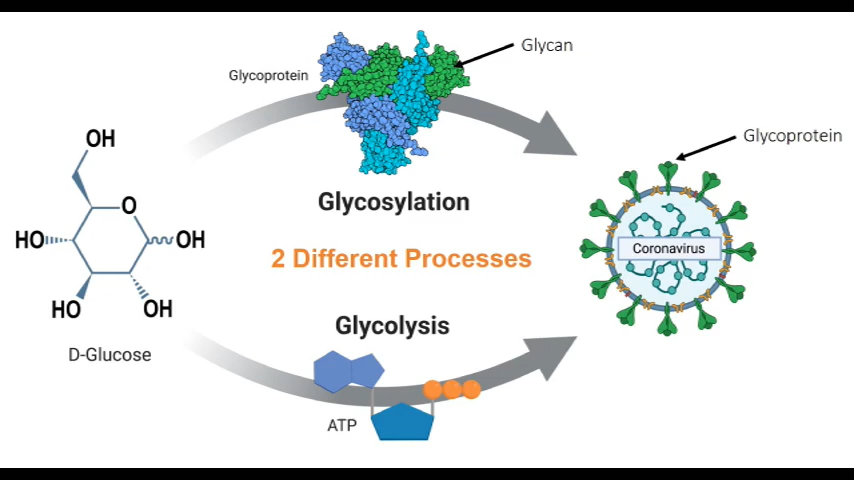 Glycan
Glycoprotein
Glycoprotein
OH
O
HO
OH
HO
OH
D-Glucose
Glycosylation
2 Different Processes
Glycolysis
ATP
Coronavirus